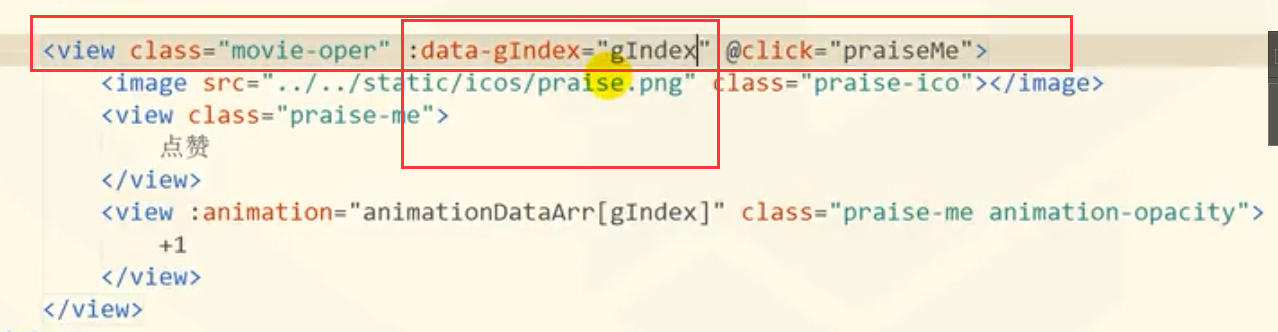 <view class="movie-oper" :data-gIndex="gIndex" @click="praiseMe">
<image src="../../static/icos/praise.png" class="praise-ico"></image>
<view class="praise-me">
点赞
</view>
<view :animation="animationDataArr[gIndex]" class="praise-me animation-opacity">
+1
</view>
</view>